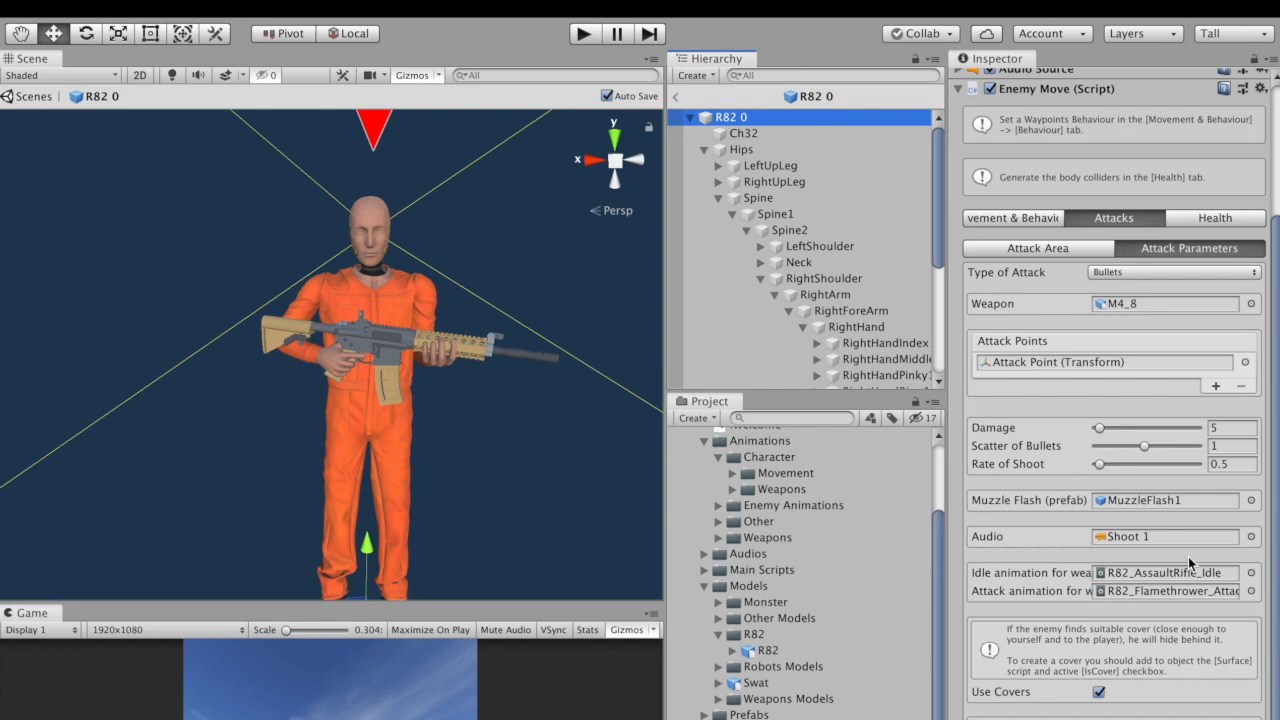 Pivot
Local
Collab
Account
Layers
Tall
Scene
Shaded
2D
0
Gizmos
All
Scenes
R82 0
Auto Save
y
x
Persp
Hierarchy
Create
All
R82 0
R82 0
Ch32
Hips
LeftUpLeg
RightUpLeg
Spine
Spine1
Spine2
LeftShoulder
Neck
RightShoulder
RightArm
RightForeArm
RightHand
RightHandIndex
RightHandMiddl
RightHandPinky1
Project
Create
17
Welcome
Animations
Character
Movement
Weapons
Enemy Animations
Other
Weapons
Audios
Main Scripts
Models
Monster
Other Models
R82
R82
Robots Models
Swat
Weapons Models
Prefabs
Game
Display 1
1920x1080
Scale
0.304:
Maximize On Play
Mute Audio
VSync
Stats
Gizmos
Inspector
Audio Source
Enemy Move (Script)
Set a Waypoints Behaviour in the [Movement & Behaviour]
-> [Behaviour] tab.
Generate the body colliders in the [Health] tab.
vement & Behavic
Attacks
Health
Attack Area
Attack Parameters
Type of Attack
Bullets
Weapon
M4_8
Attack Points
Attack Point (Transform)
Damage
5
Scatter of Bullets
1
Rate of Shoot
0.5
Muzzle Flash (prefab)
MuzzleFlash1
Audio
Shoot 1
Idle animation for wea
R82_AssaultRifle_Idle
Attack animation for w
R82_Flamethrower_Attac
If the enemy finds suitable cover (close enough to
yourself and to the player), he will hide behind it.
To create a cover you should add to object the [Surface]
script and active [IsCover] checkbox.
Use Covers